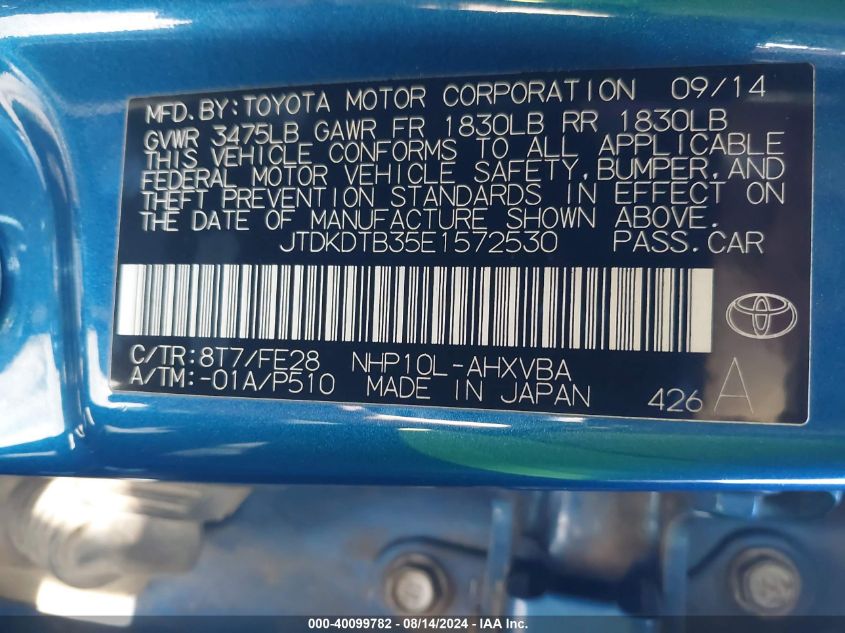 MFD. BY: TOYOTA MOTOR CORPORATION 09/14
GVWR 3475LB GAWR FR 1830LB RR 1830LB
THIS VEHICLE CONFORMS TO ALL APPLICABLE
FEDERAL MOTOR VEHICLE SAFETY, BUMPER, AND
THEFT PREVENTION STANDARDS IN EFFECT ON
THE DATE OF MANUFACTURE SHOWN ABOVE.
JTDKDTB35E1572530 PASS. CAR
C/TR: 8T7/FE28 NHP10L-AHXVBA
A/TM: -01A/P510 MADE IN JAPAN 426 A
000-40099782 - 08/14/2024 - IAA Inc.